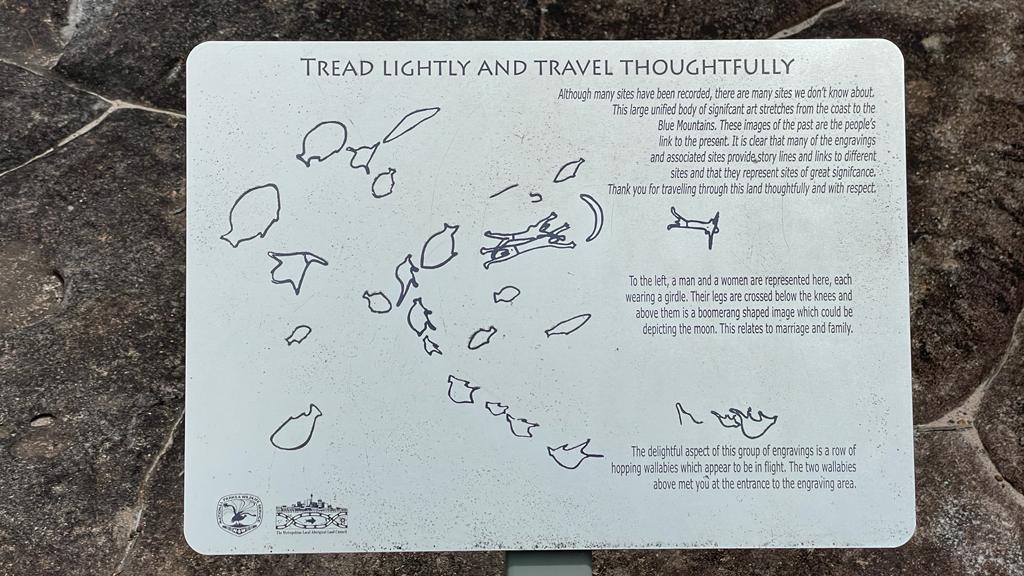 TREAD LIGHTLY AND TRAVEL THOUGHTFULLY
Although many sites have been recorded, there are many sites we don't know about.
This large unified body of signifcant art stretches from the coast to the
Blue Mountains. These images of the past are the people's
link to the present. It is clear that many of the engravings
and associated sites provide story lines and links to different
sites and that they represent sites of great signifcance.
Thank you for travelling through this land thoughtfully and with respect.
To the left, a man and a women are represented here, each
wearing a girdle. Their legs are crossed below the knees and
above them is a boomerang shaped image which could be
depicting the moon. This relates to marriage and family.
The delightful aspect of this group of engravings is a row of
hopping wallabies which appear to be in flight. The two wallabies
above met you at the entrance to the engraving area.
The Metropolitan Local Aboriginal Land Council